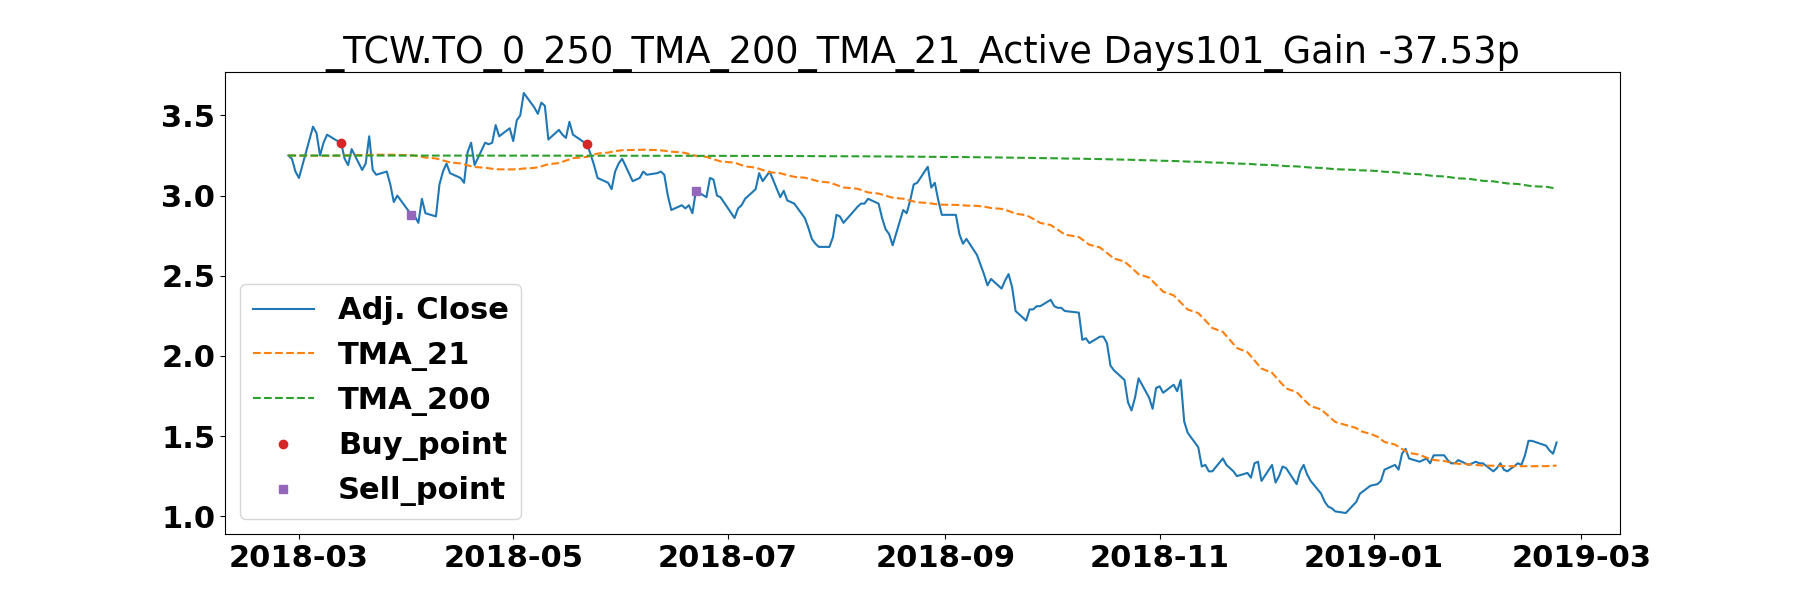 _TCW.TO_0_250_TMA_200_TMA_21_Active Days101_Gain -37.53p
3.5
3.0
2.5
2.0
1.5
1.0
Adj. Close
TMA_21
TMA_200
Buy_point
Sell_point
2018-03 2018-05 2018-07 2018-09 2018-11 2019-01 2019-03